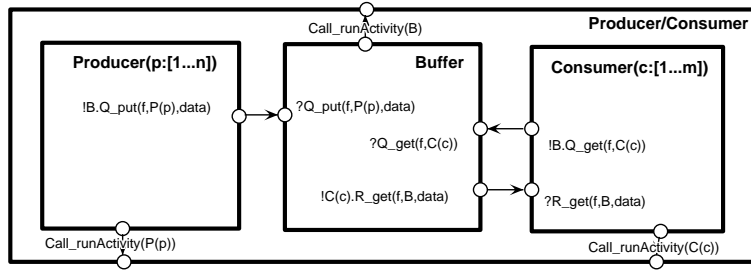 Call_runActivity(B)
Producer/Consumer
Producer(p:[1...n])
Buffer
Consumer(c:[1...m])
!B.Q_put(f,P(p),data)
?Q_put(f,P(p),data)
?Q_get(f,C(c))
!B.Q_get(f,C(c))
!C(c).R_get(f,B,data)
?R_get(f,B,data)
Call_runActivity(P(p))
Call_runActivity(C(c))